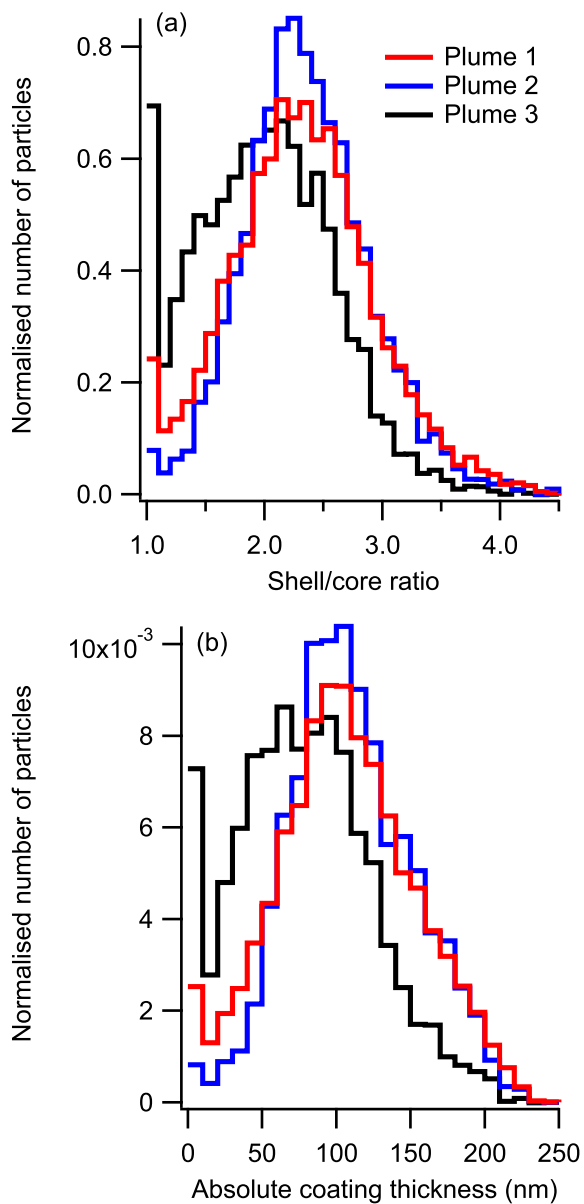 (a)
Plume 1
Plume 2
Plume 3
Normalised number of particles
0.8
0.6
0.4
0.2
0.0
1.0 2.0 3.0 4.0
Shell/core ratio
(b)
Normalised number of particles
10x10⁻³
8
6
4
2
0
0 50 100 150 200 250
Absolute coating thickness (nm)